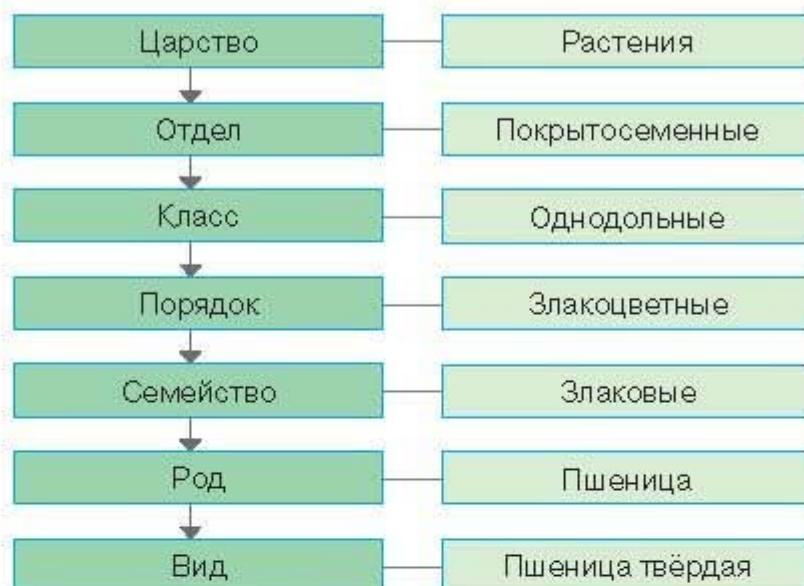 Царство Растения
Отдел Покрытосеменные
Класс Однодольные
Порядок Злакоцветные
Семейство Злаковые
Род Пшеница
Вид Пшеница твёрдая